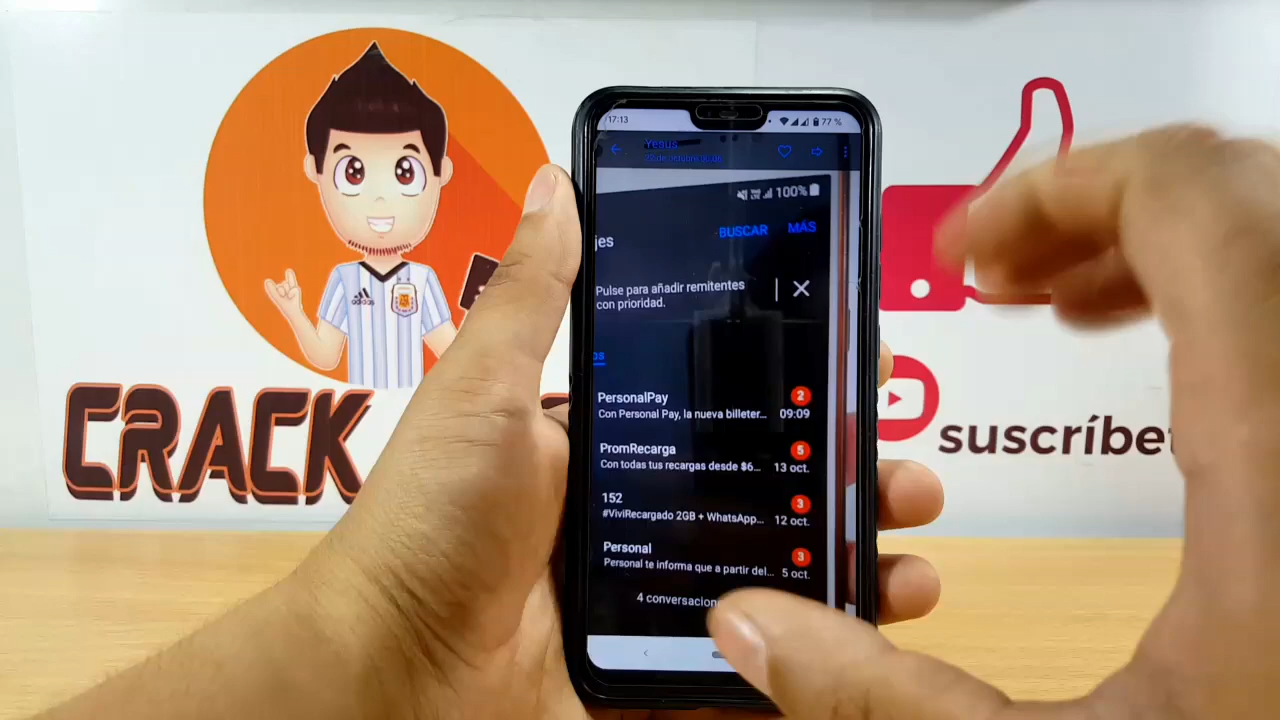 17:13
77 %
Yesus
100%
jes
BUSCAR
MÁS
Pulse para añadir remitentes
con prioridad.
os
PersonalPay
2
Con Personal Pay, la nueva billeter...
09:09
PromRecarga
5
Con todas tus recargas desde $6...
13 oct.
152
3
#ViviRecargado 2GB + WhatsApp...
12 oct.
Personal
3
Personal te informa que a partir del...
5 oct.
4 conversacione
adidas
CRACK
suscríbet